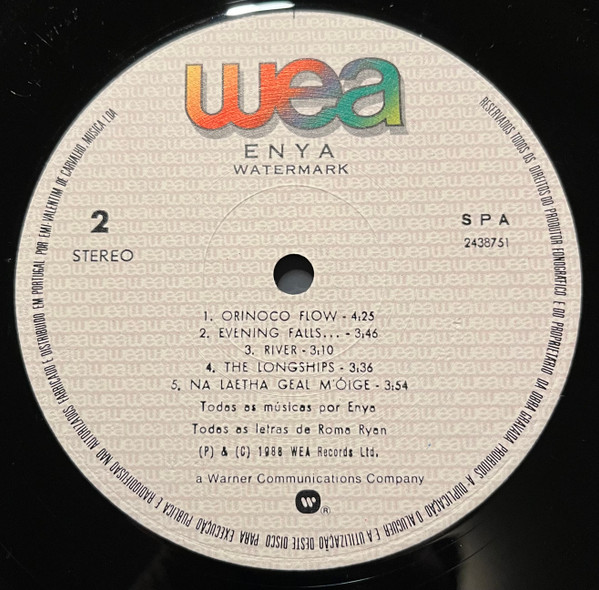 wea
ENYA
WATERMARK
2
STEREO
SPA
2438751
1. ORINOCO FLOW - 4:25
2. EVENING FALLS... - 3:46
3. RIVER - 3:10
4. THE LONGSHIPS - 3:36
5. NA LAETHA GEAL M'ÓIGE - 3:54
Todas as músicas por Enya
Todas as letras de Roma Ryan
(P) & (C) 1988 WEA Records Ltd.
a Warner Communications Company
®
RESERVADOS TODOS OS DIREITOS DO PRODUTOR FONOGRÁFICO E DO PROPRIETÁRIO DA OBRA GRAVADA PROIBIDOS A: DUPLICAÇÃO O ALUGUER E A UTILIZAÇÃO DESTE DISCO PARA EXECUÇÃO PÚBLICA E RADIODIFUSÃO NÃO AUTORIZADOS. FABRICADO E DISTRIBUIDO EM PORTUGAL POR EMI-VALENTIM DE CARVALHO, MÚSICA, LDA